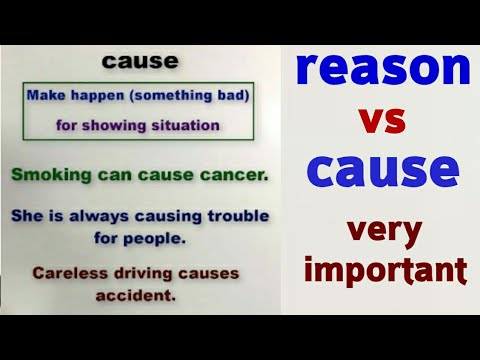 cause
Make happen (something bad)
for showing situation
Smoking can cause cancer.
She is always causing trouble
for people.
Careless driving causes
accident.
reason
vs
cause
very
important